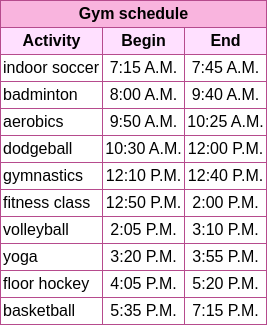 Gym schedule
Activity Begin End
indoor soccer 7:15 A.M. 7:45 A.M.
badminton 8:00 A.M. 9:40 A.M.
aerobics 9:50 A.M. 10:25 A.M.
dodgeball 10:30 A.M. 12:00 P.M.
gymnastics 12:10 P.M. 12:40 P.M.
fitness class 12:50 P.M. 2:00 P.M.
volleyball 2:05 P.M. 3:10 P.M.
yoga 3:20 P.M. 3:55 P.M.
floor hockey 4:05 P.M. 5:20 P.M.
basketball 5:35 P.M. 7:15 P.M.